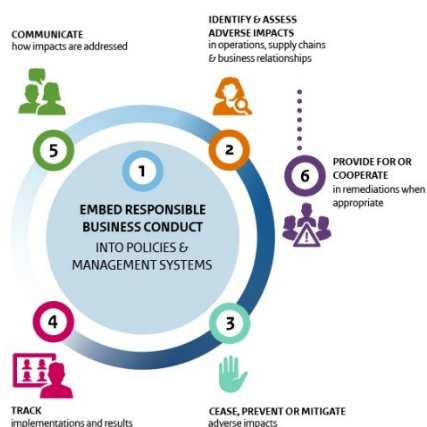 COMMUNICATE
how impacts are addressed
IDENTIFY & ASSESS
ADVERSE IMPACTS
in operations, supply chains
& business relationships
5
1
2
6
PROVIDE FOR OR
COOPERATE
in remediations when
appropriate
EMBED RESPONSIBLE
BUSINESS CONDUCT
INTO POLICIES &
MANAGEMENT SYSTEMS
4
3
TRACK
implementations and results
CEASE, PREVENT OR MITIGATE
adverse impacts